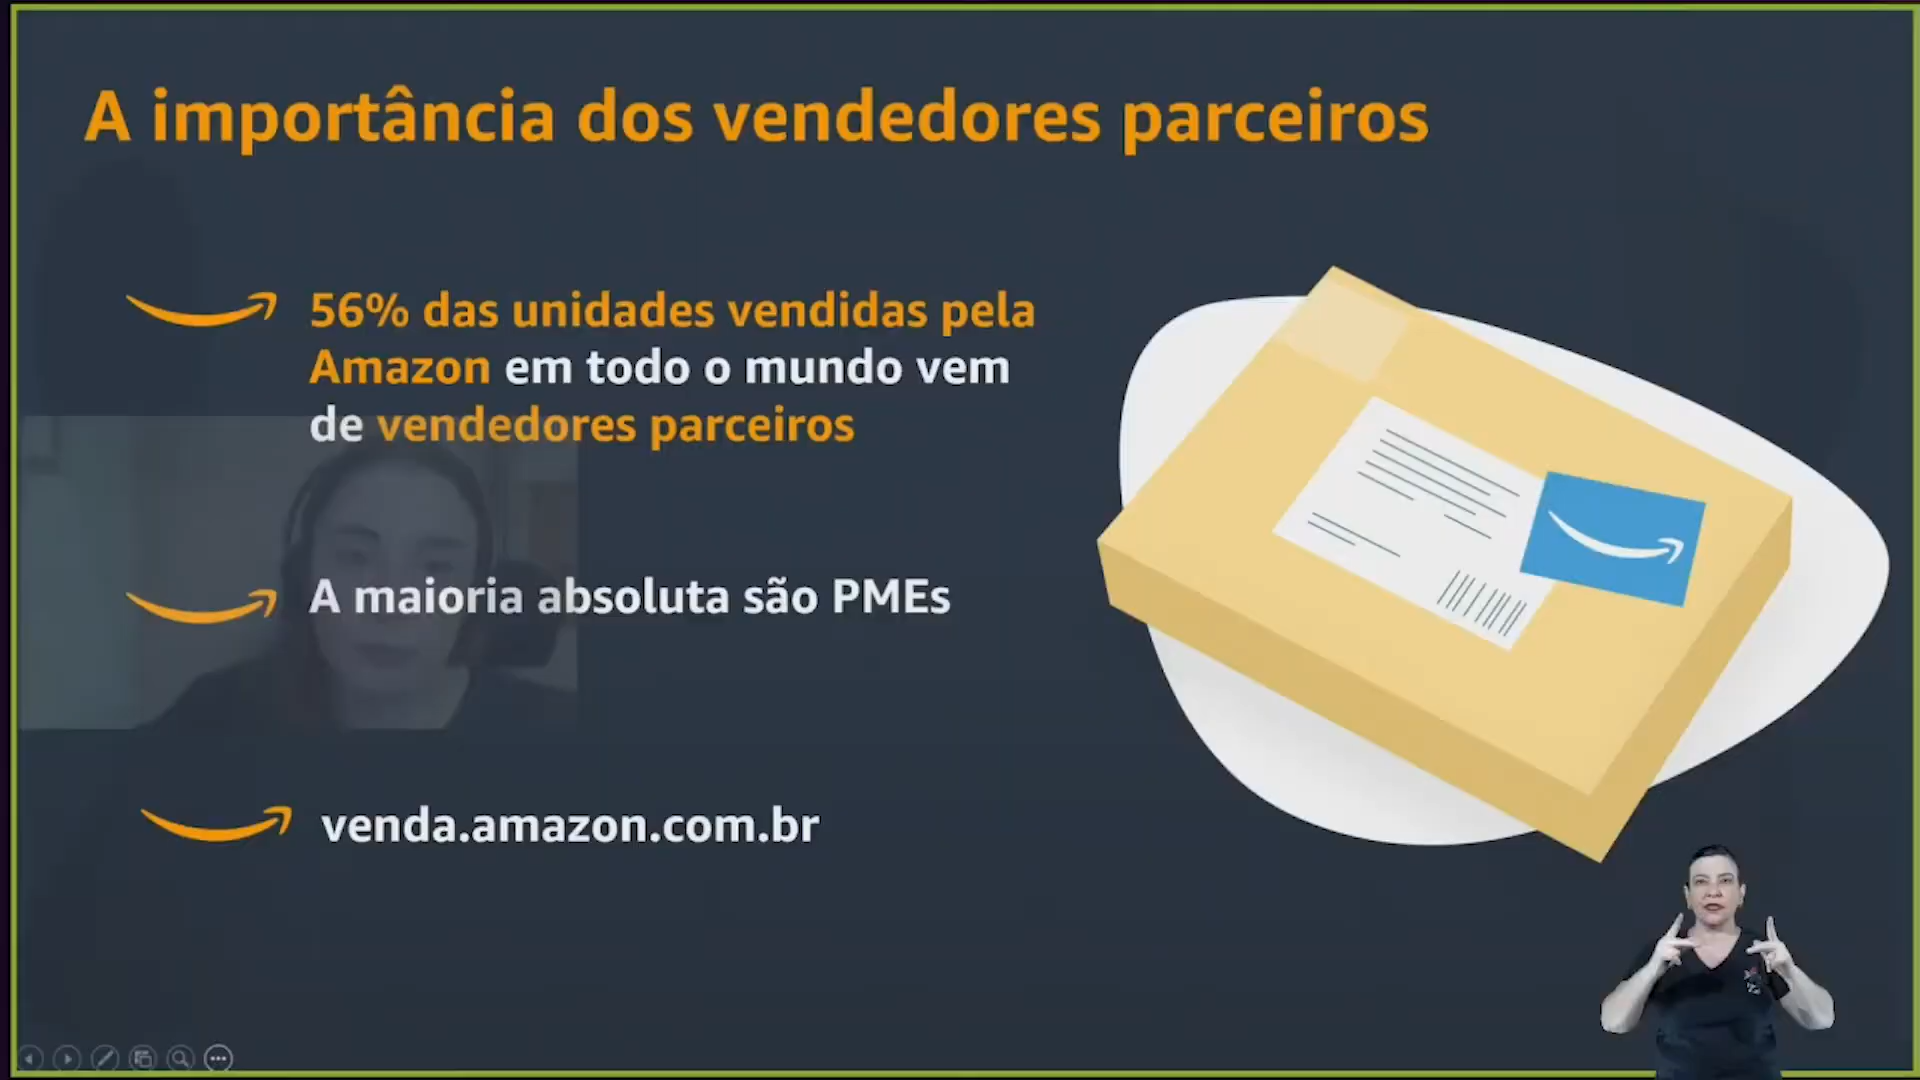 A importância dos vendedores parceiros
56% das unidades vendidas pela
Amazon em todo o mundo vem
de vendedores parceiros
A maioria absoluta são PMEs
venda.amazon.com.br